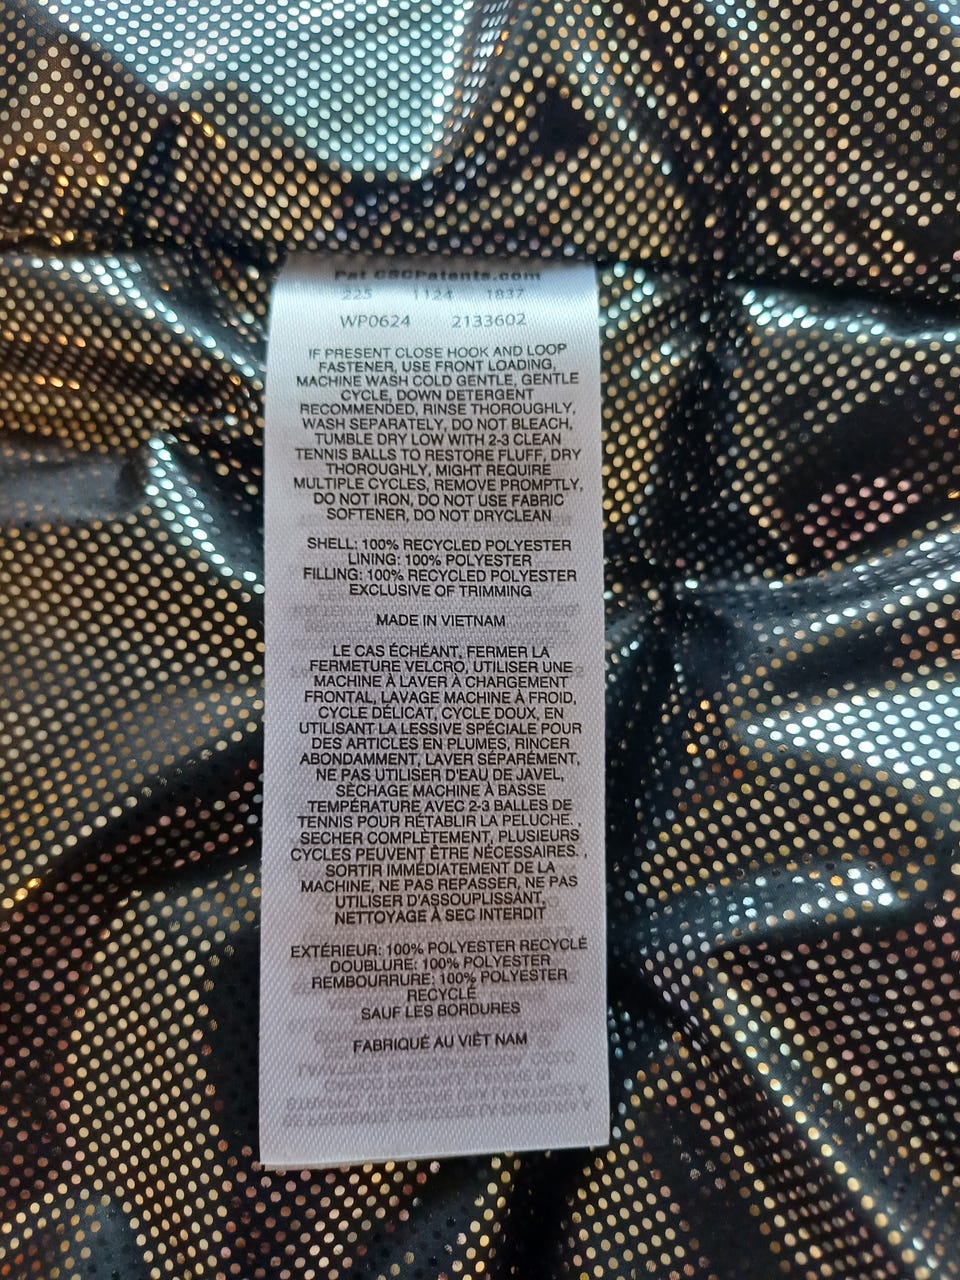 Pat CSCPatents.com
225 1124 1837
WP0624 2133602
IF PRESENT CLOSE HOOK AND LOOP
FASTENER, USE FRONT LOADING,
MACHINE WASH COLD GENTLE, GENTLE
CYCLE, DOWN DETERGENT
RECOMMENDED, RINSE THOROUGHLY,
WASH SEPARATELY, DO NOT BLEACH,
TUMBLE DRY LOW WITH 2-3 CLEAN
TENNIS BALLS TO RESTORE FLUFF, DRY
THOROUGHLY, MIGHT REQUIRE
MULTIPLE CYCLES, REMOVE PROMPTLY,
DO NOT IRON, DO NOT USE FABRIC
SOFTENER, DO NOT DRYCLEAN
SHELL: 100% RECYCLED POLYESTER
LINING: 100% POLYESTER
FILLING: 100% RECYCLED POLYESTER
EXCLUSIVE OF TRIMMING
MADE IN VIETNAM
LE CAS ÉCHÉANT, FERMER LA
FERMETURE VELCRO, UTILISER UNE
MACHINE À LAVER À CHARGEMENT
FRONTAL, LAVAGE MACHINE À FROID,
CYCLE DÉLICAT, CYCLE DOUX, EN
UTILISANT LA LESSIVE SPÉCIALE POUR
DES ARTICLES EN PLUMES, RINCER
ABONDAMMENT, LAVER SÉPARÉMENT,
NE PAS UTILISER D'EAU DE JAVEL,
SÈCHAGE MACHINE À BASSE
TEMPÉRATURE AVEC 2-3 BALLES DE
TENNIS POUR RÉTABLIR LA PELUCHE. ,
SECHER COMPLÈTEMENT, PLUSIEURS
CYCLES PEUVENT ÊTRE NÉCESSAIRES. ,
SORTIR IMMÉDIATEMENT DE LA
MACHINE, NE PAS REPASSER, NE PAS
UTILISER D'ASSOUPLISSANT,
NETTOYAGE À SEC INTERDIT
EXTÉRIEUR: 100% POLYESTER RECYCLÉ
DOUBLURE: 100% POLYESTER
REMBOURRURE: 100% POLYESTER
RECYCLÉ
SAUF LES BORDURES
FABRIQUÉ AU VIÊT NAM